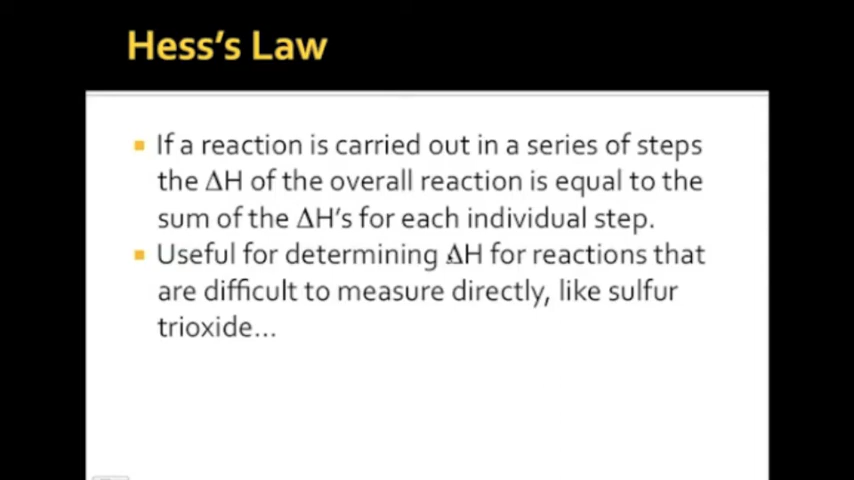 Hess's Law
If a reaction is carried out in a series of steps
the ΔH of the overall reaction is equal to the
sum of the ΔH's for each individual step.
Useful for determining ΔH for reactions that
are difficult to measure directly, like sulfur
trioxide...